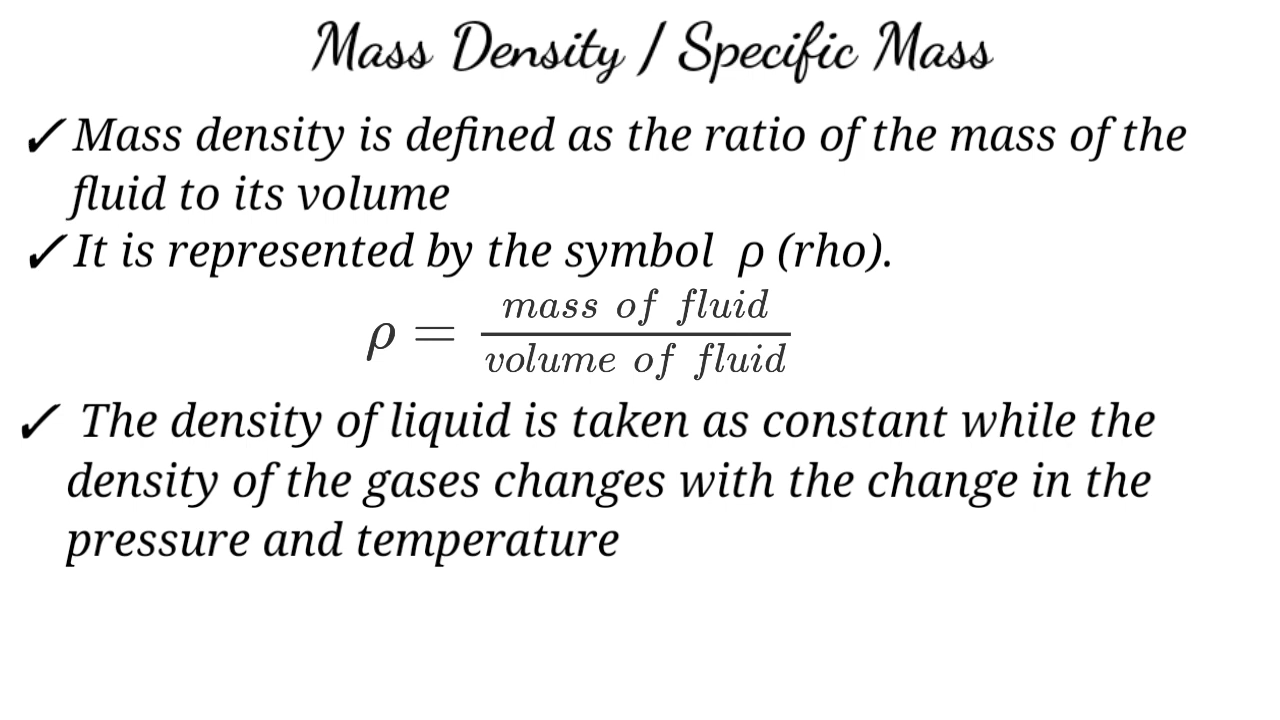 Mass Density / Specific Mass
✓ Mass density is defined as the ratio of the mass of the
fluid to its volume
✓ It is represented by the symbol ρ (rho).
ρ = mass of fluid / volume of fluid
✓ The density of liquid is taken as constant while the
density of the gases changes with the change in the
pressure and temperature